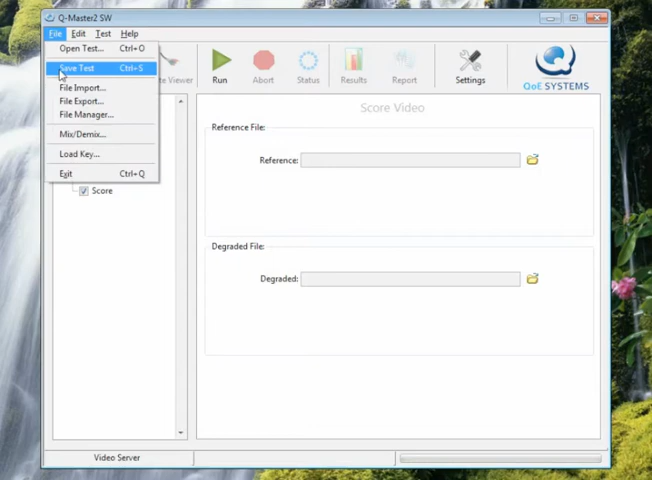 Q-Master2 SW
File Edit Test Help
Open Test... Ctrl+O
Save Test Ctrl+S
File Import...
File Export...
File Manager...
Mix/Demix...
Load Key...
Exit Ctrl+Q
Viewer
Run
Abort
Status
Results
Report
Settings
QoE SYSTEMS
Score
Score Video
Reference File:
Reference:
Degraded File:
Degraded:
Video Server